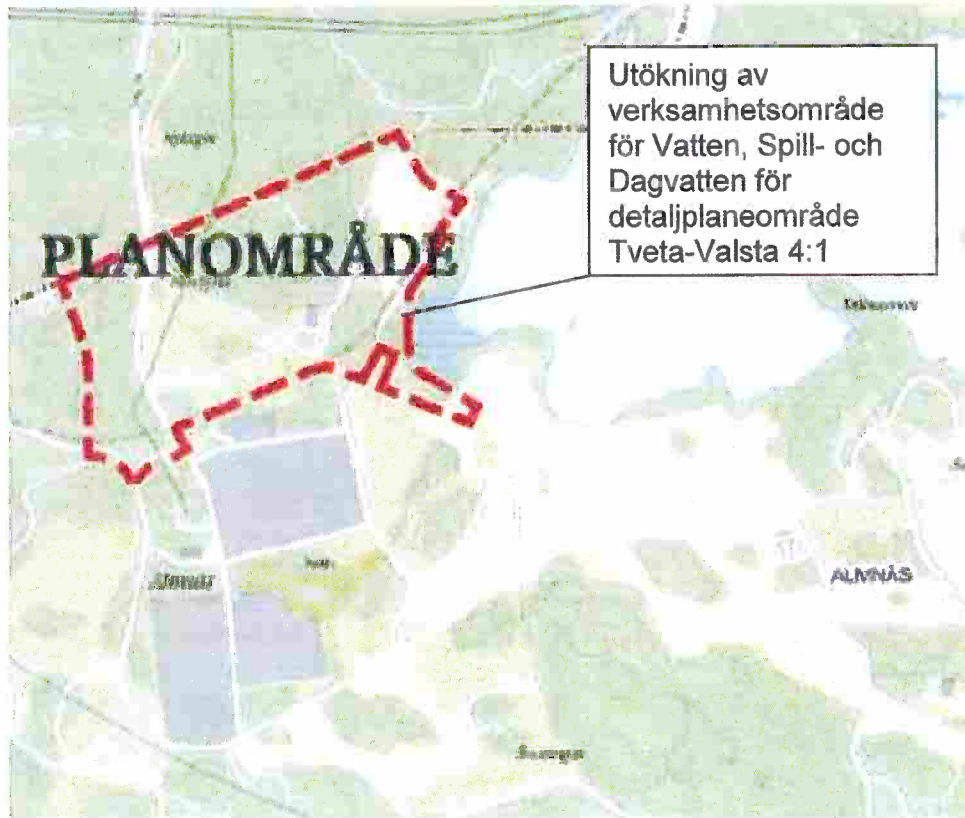 Utökning av
verksamhetsområde
för Vatten, Spill- och
Dagvatten för
detaljplaneområde
Tveta-Valsta 4:1
PLANOMRÅDE
ALMNÄS